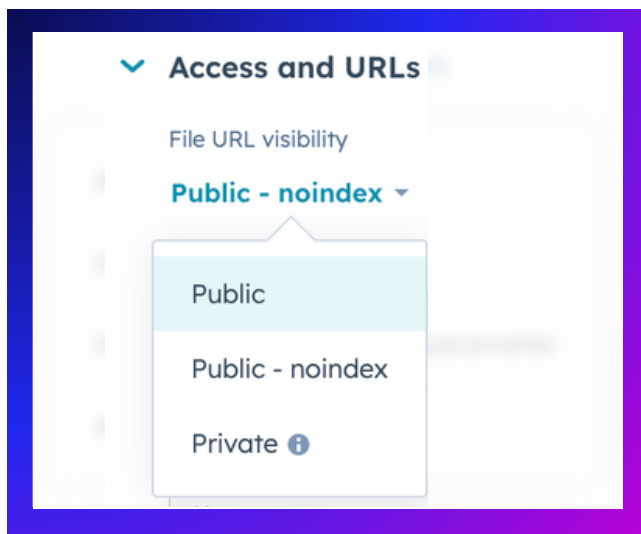 Access and URLs
File URL visibility
Public - noindex
Public
Public - noindex
Private